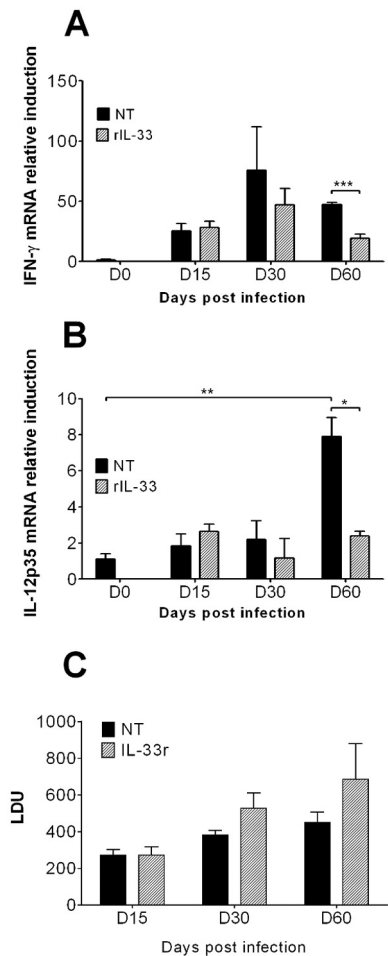 A
IFN-γ mRNA relative induction
150
100
50
0
NT
rIL-33
***
D0 D15 D30 D60
Days post infection
B
IL-12p35 mRNA relative induction
10
8
6
4
2
0
**
*
NT
rIL-33
D0 D15 D30 D60
Days post infection
C
LDU
1000
800
600
400
200
0
NT
IL-33r
D15 D30 D60
Days post infection